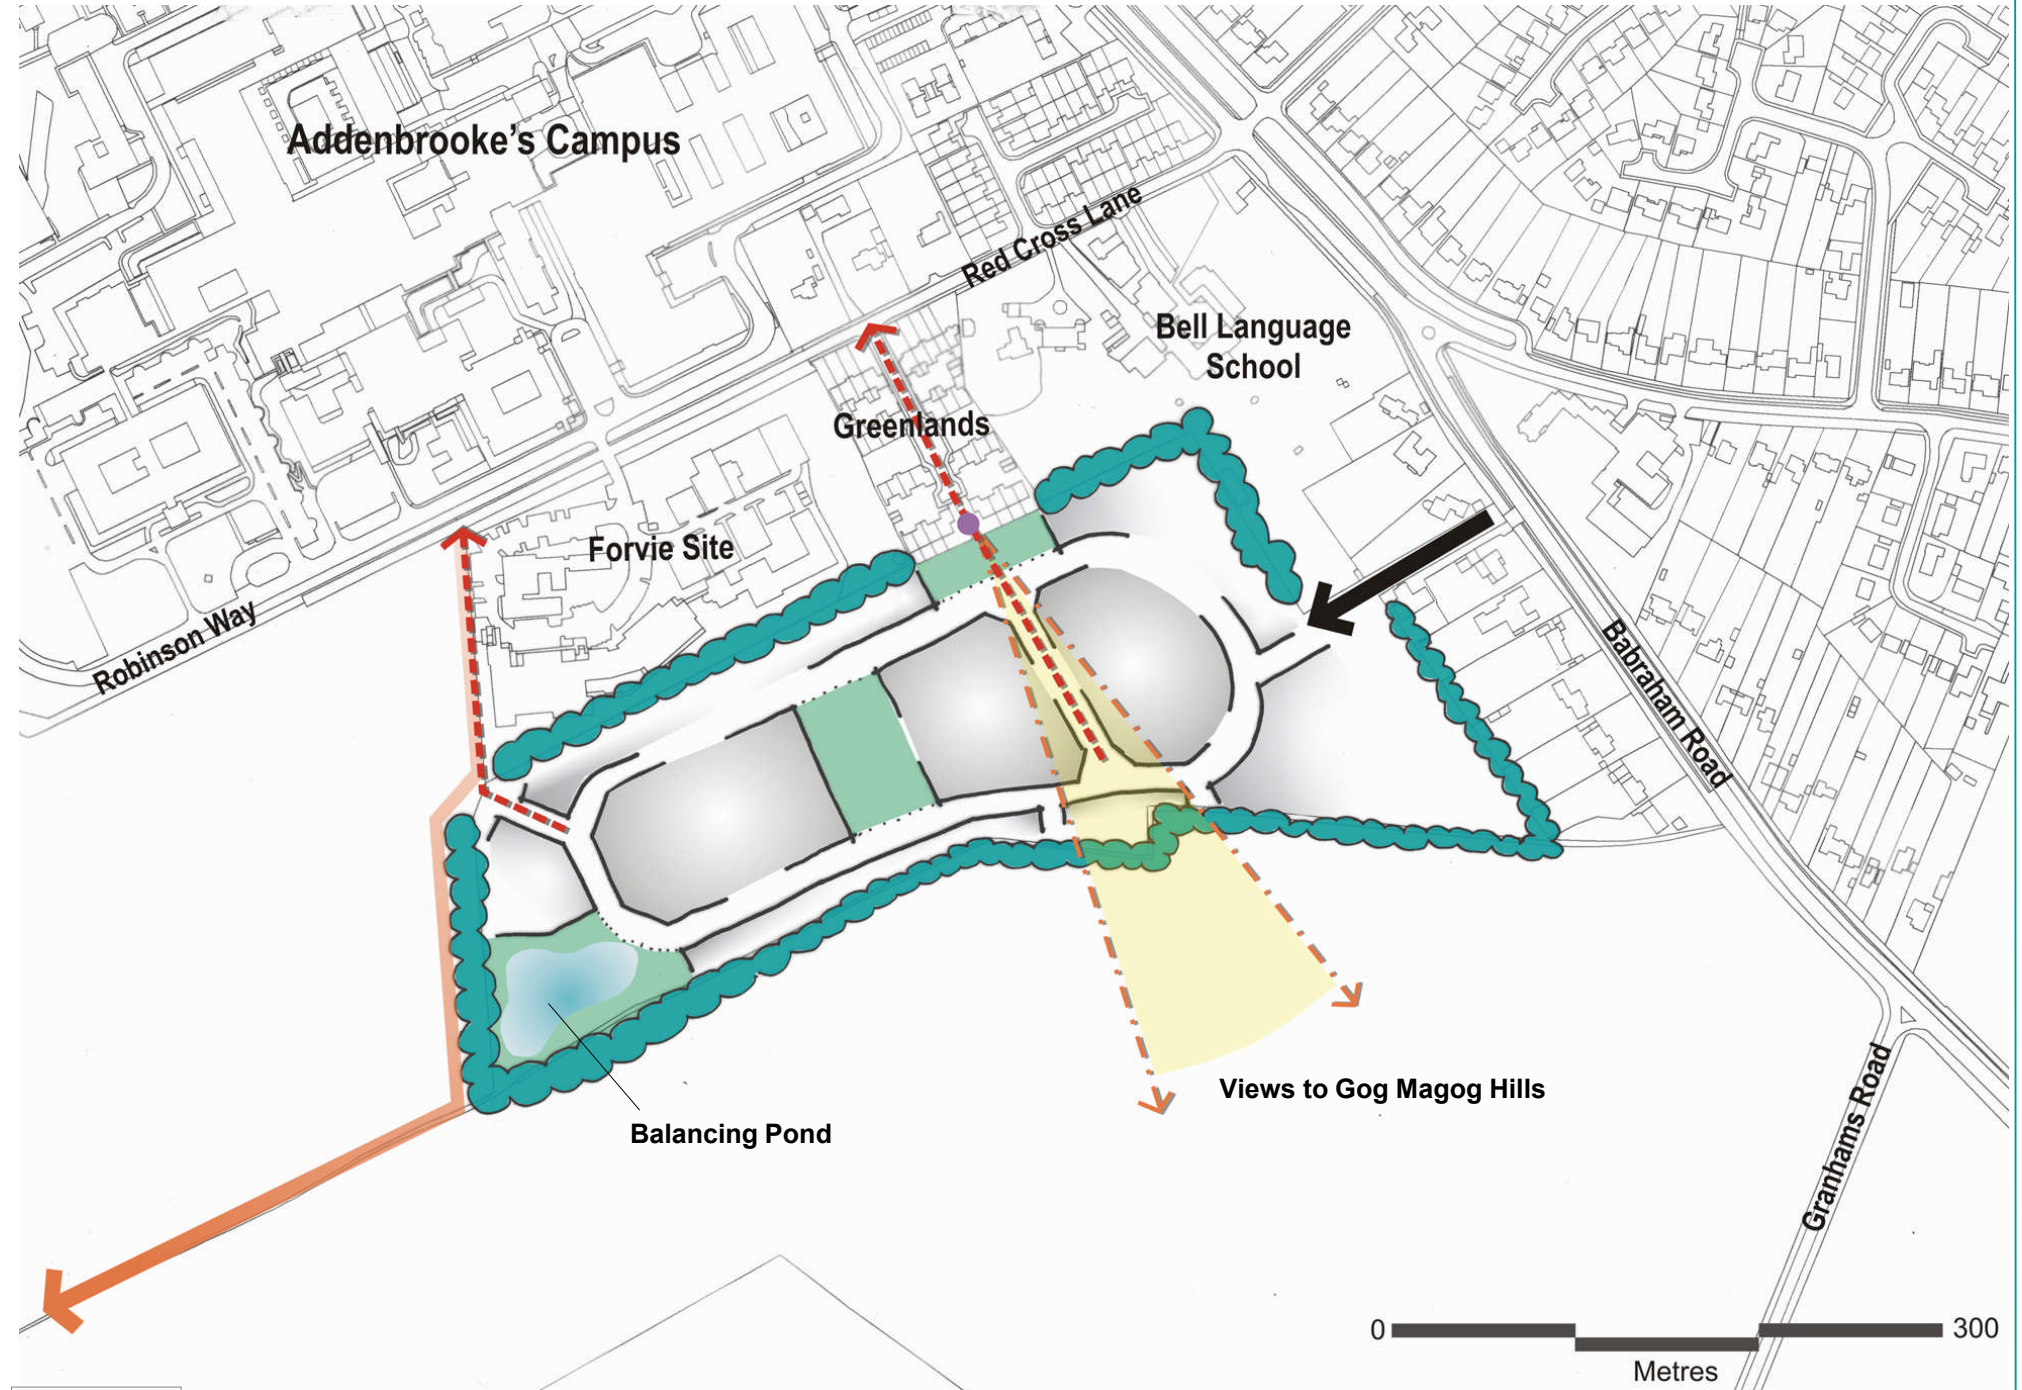 Addenbrooke's Campus
Red Cross Lane
Bell Language
School
Greenlands
Forvie Site
Robinson Way
Babraham Road
Views to Gog Magog Hills
Balancing Pond
Granhams Road
0
300
Metres